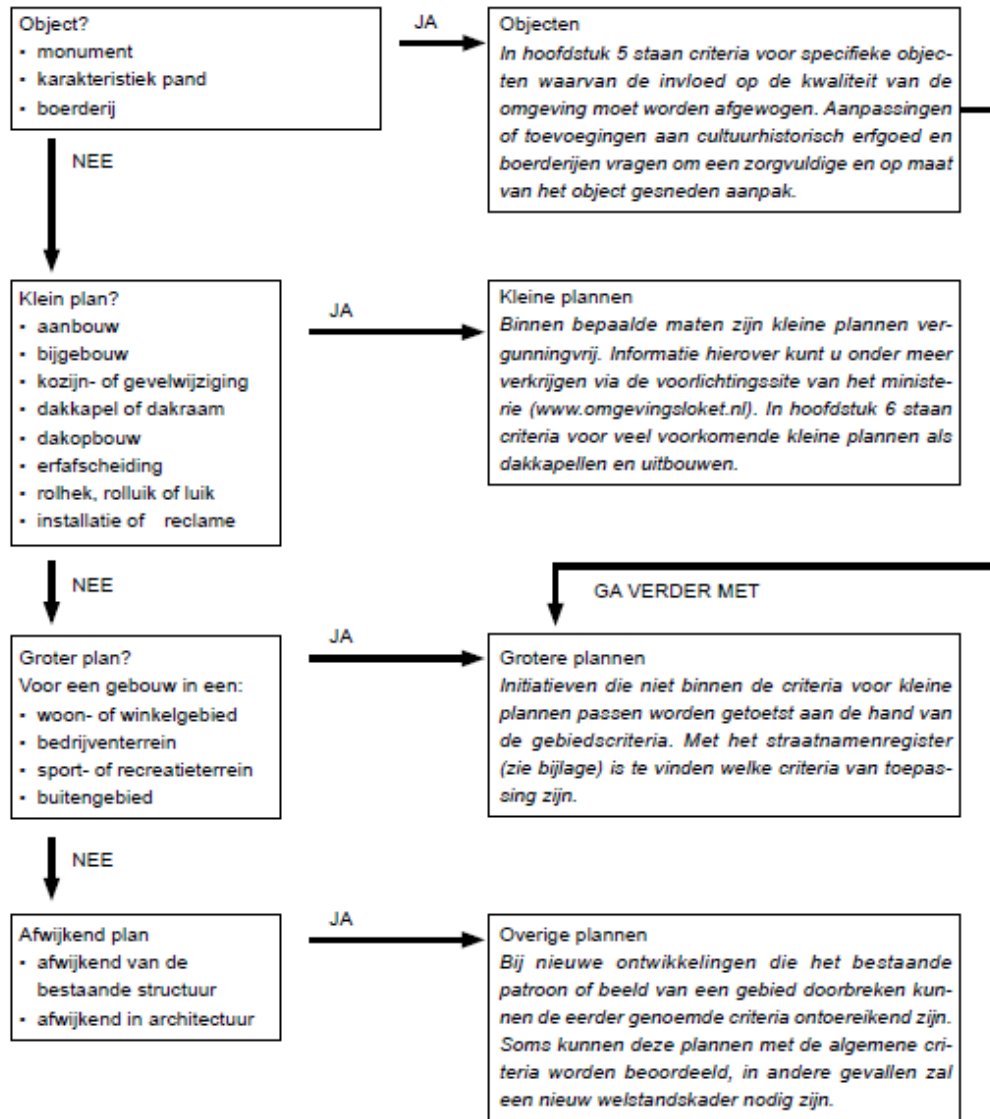 Object?
• monument
• karakteristiek pand
• boerderij
JA
Objecten
In hoofdstuk 5 staan criteria voor specifieke objec-
ten waarvan de invloed op de kwaliteit van de
omgeving moet worden afgewogen. Aanpassingen
of toevoegingen aan cultuurhistorisch erfgoed en
boerderijen vragen om een zorgvuldige en op maat
van het object gesneden aanpak.
NEE
Klein plan?
• aanbouw
• bijgebouw
• kozijn- of gevelwijziging
• dakkapel of dakraam
• dakopbouw
• erfafscheiding
• rolhek, rolluik of luik
• installatie of reclame
JA
Kleine plannen
Binnen bepaalde maten zijn kleine plannen ver-
gunningvrij. Informatie hierover kunt u onder meer
verkrijgen via de voorlichtingssite van het ministe-
rie (www.omgevingsloket.nl). In hoofdstuk 6 staan
criteria voor veel voorkomende kleine plannen als
dakkapellen en uitbouwen.
NEE
GA VERDER MET
Groter plan?
Voor een gebouw in een:
• woon- of winkelgebied
• bedrijventerrein
• sport- of recreatieterrein
• buitengebied
JA
Grotere plannen
Initiatieven die niet binnen de criteria voor kleine
plannen passen worden getoetst aan de hand van
de gebiedscriteria. Met het straatnamenregister
(zie bijlage) is te vinden welke criteria van toepas-
sing zijn.
NEE
Afwijkend plan
• afwijkend van de
bestaande structuur
• afwijkend in architectuur
JA
Overige plannen
Bij nieuwe ontwikkelingen die het bestaande
patroon of beeld van een gebied doorbreken kun-
nen de eerder genoemde criteria ontoereikend zijn.
Soms kunnen deze plannen met de algemene cri-
teria worden beoordeeld, in andere gevallen zal
een nieuw welstandskader nodig zijn.